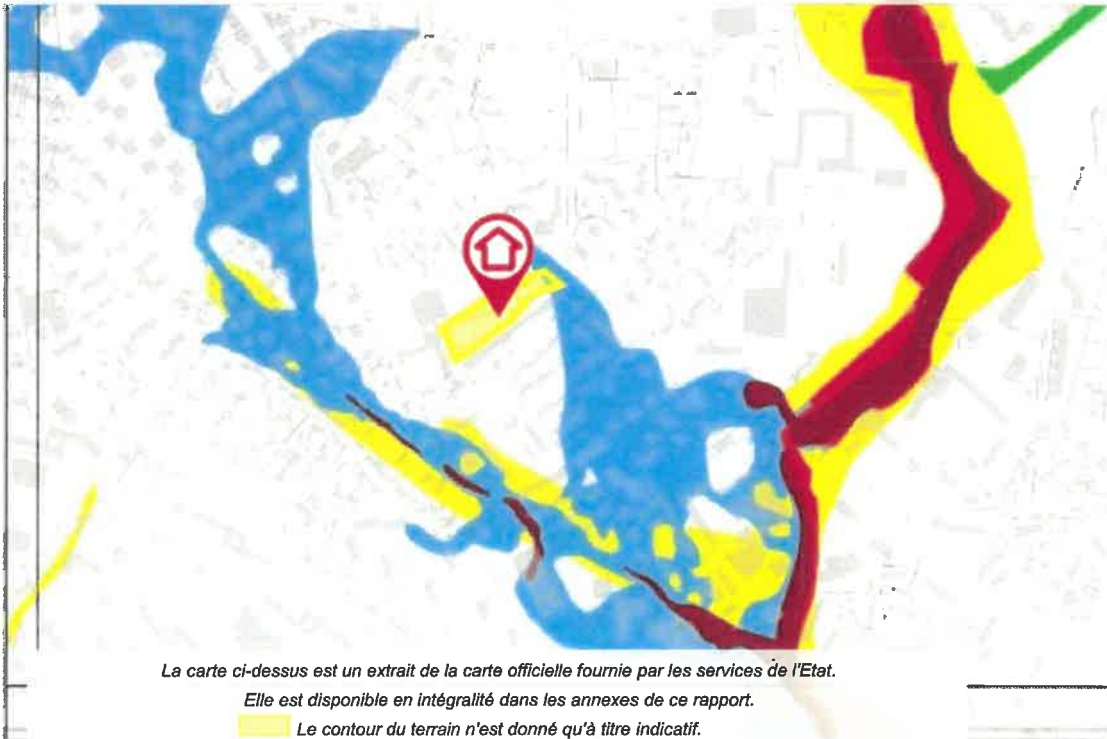 La carte ci-dessus est un extrait de la carte officielle fournie par les services de l'Etat.
Elle est disponible en intégralité dans les annexes de ce rapport.
Le contour du terrain n'est donné qu'à titre indicatif.